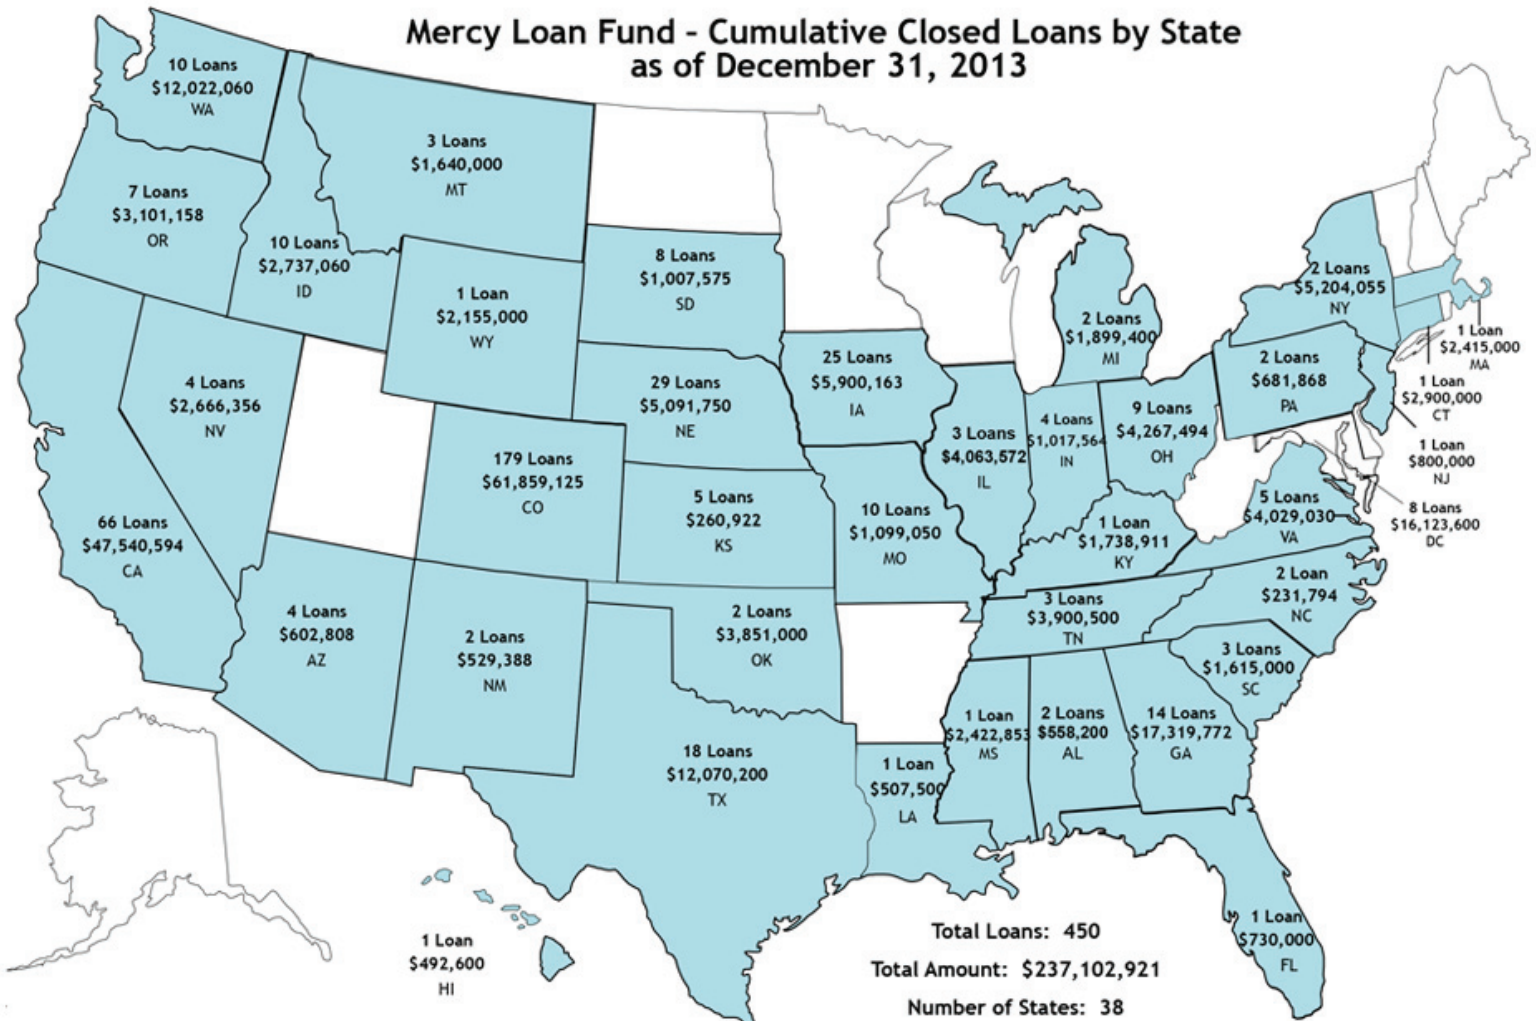 Mercy Loan Fund - Cumulative Closed Loans by State
as of December 31, 2013
10 Loans
$12,022,060
WA
3 Loans
$1,640,000
MT
7 Loans
$3,101,158
OR
10 Loans
$2,737,060
ID
8 Loans
$1,007,575
SD
1 Loan
$2,155,000
WY
2 Loans
$5,204,055
NY
2 Loans
$1,899,400
MI
1 Loan
$2,415,000
MA
4 Loans
$2,666,356
NV
29 Loans
$5,091,750
NE
25 Loans
$5,900,163
IA
2 Loans
$681,868
PA
1 Loan
$2,900,000
CT
3 Loans
$4,063,572
IL
4 Loans
$1,017,564
IN
9 Loans
$4,267,494
OH
1 Loan
$800,000
NJ
179 Loans
$61,859,125
CO
66 Loans
$47,540,594
CA
5 Loans
$260,922
KS
10 Loans
$1,099,050
MO
1 Loan
$1,738,911
KY
5 Loans
$4,029,030
VA
8 Loans
$16,123,600
DC
4 Loans
$602,808
AZ
2 Loans
$529,388
NM
2 Loans
$3,851,000
OK
3 Loans
$3,900,500
TN
2 Loan
$231,794
NC
3 Loans
$1,615,000
SC
18 Loans
$12,070,200
TX
1 Loan
$507,500
LA
1 Loan
$2,422,853
MS
2 Loans
$558,200
AL
14 Loans
$17,319,772
GA
1 Loan
$492,600
HI
1 Loan
$730,000
FL
Total Loans: 450
Total Amount: $237,102,921
Number of States: 38